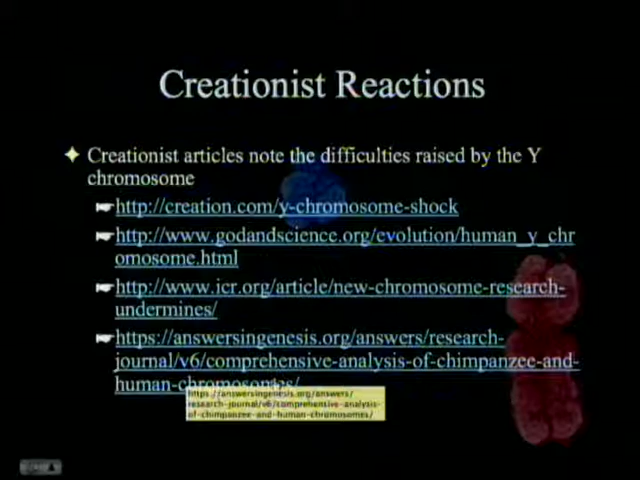 Creationist Reactions
Creationist articles note the difficulties raised by the Y
chromosome
http://creation.com/y-chromosome-shock
http://www.godandscience.org/evolution/human_y_chr
omosome.html
http://www.icr.org/article/new-chromosome-research-
undermines/
https://answersingenesis.org/answers/research-
journal/v6/comprehensive-analysis-of-chimpanzee-and-
human-chromosomes/
https://answersingenesis.org/answers/
research-journal/v6/comprehensive-analysis-
of-chimpanzee-and-human-chromosomes/